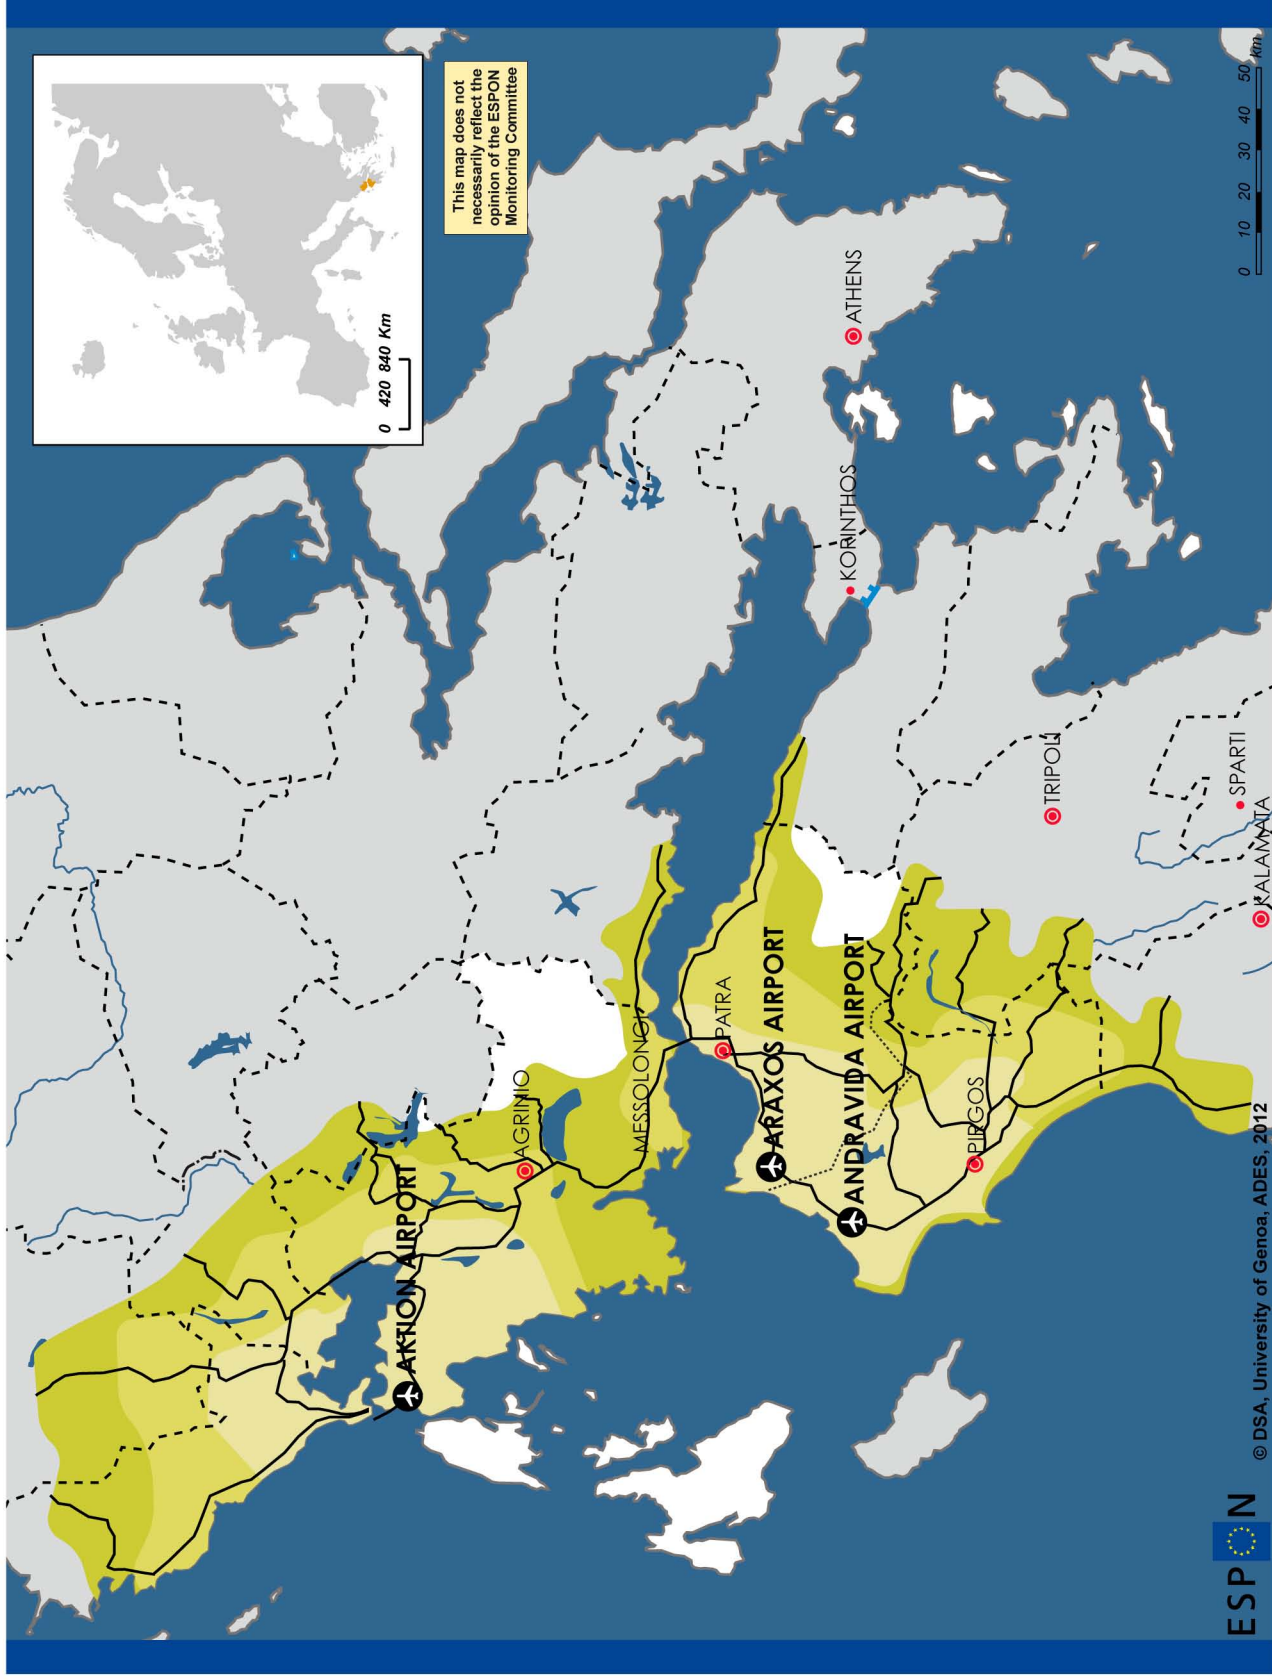 0 420 840 Km
This map does not
necessarily reflect the
opinion of the ESPON
Monitoring Committee
AKTION AIRPORT
AGRINIO
MESSOLONGI
PATRA
ARAXOS AIRPORT
ANDRAVIDA AIRPORT
PIRGOS
KORINTHOS
ATHENS
TRIPOLI
SPARTI
KALAMATA
0 10 20 30 40 50 km
ESPON
© DSA, University of Genoa, ADES, 2012